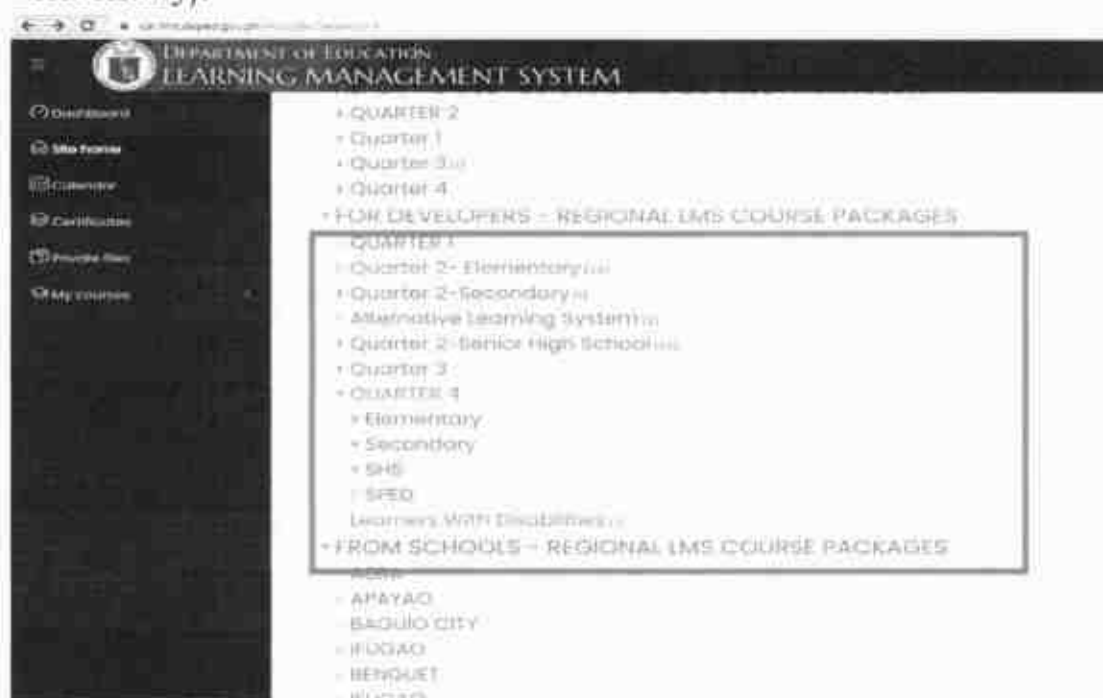 DEPARTMENT OF EDUCATION
LEARNING MANAGEMENT SYSTEM
Dashboard
Site home
Calendar
Certificates
Private files
My courses
QUARTER 2
Quarter 1
Quarter 3
Quarter 4
FOR DEVELOPERS - REGIONAL LMS COURSE PACKAGES
QUARTER 1
Quarter 2- Elementary
Quarter 2-Secondary
Alternative Learning System
Quarter 2-Senior High School
Quarter 3
QUARTER 4
Elementary
Secondary
SHS
SPED
Learners With Disabilities
FROM SCHOOLS - REGIONAL LMS COURSE PACKAGES
ABRA
APAYAO
BAGUIO CITY
IFUGAO
BENGUET
IFUGAO